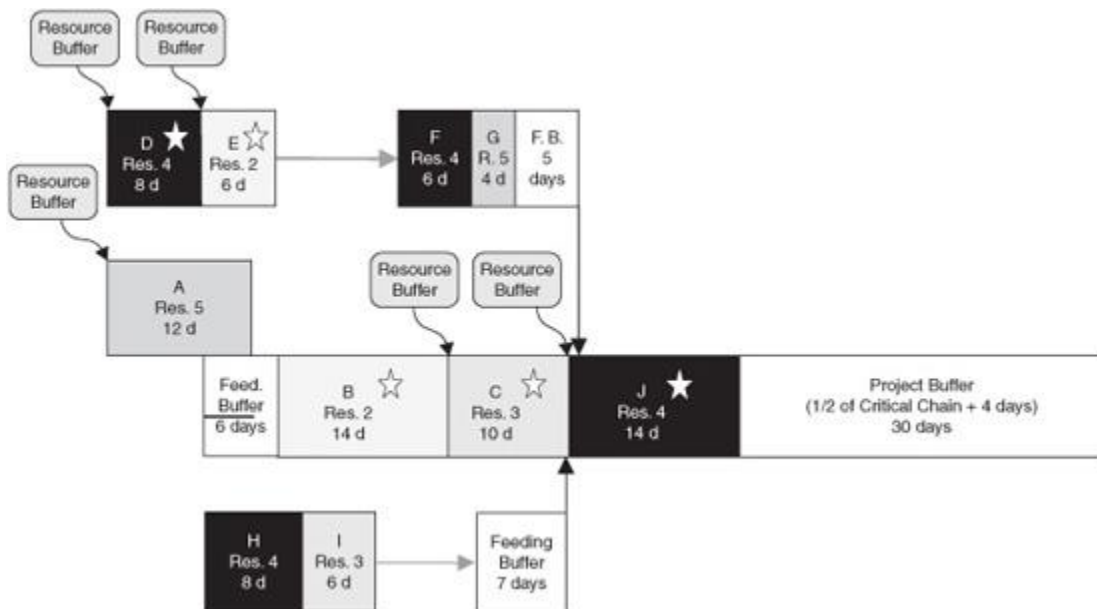 Resource
Buffer
Resource
Buffer
D
Res. 4
8 d
E
Res. 2
6 d
F
Res. 4
6 d
G
R. 5
4 d
F. B.
5
days
Resource
Buffer
A
Res. 5
12 d
Resource
Buffer
Resource
Buffer
Feed.
Buffer
6 days
B
Res. 2
14 d
C
Res. 3
10 d
J
Res. 4
14 d
Project Buffer
(1/2 of Critical Chain + 4 days)
30 days
H
Res. 4
8 d
I
Res. 3
6 d
Feeding
Buffer
7 days